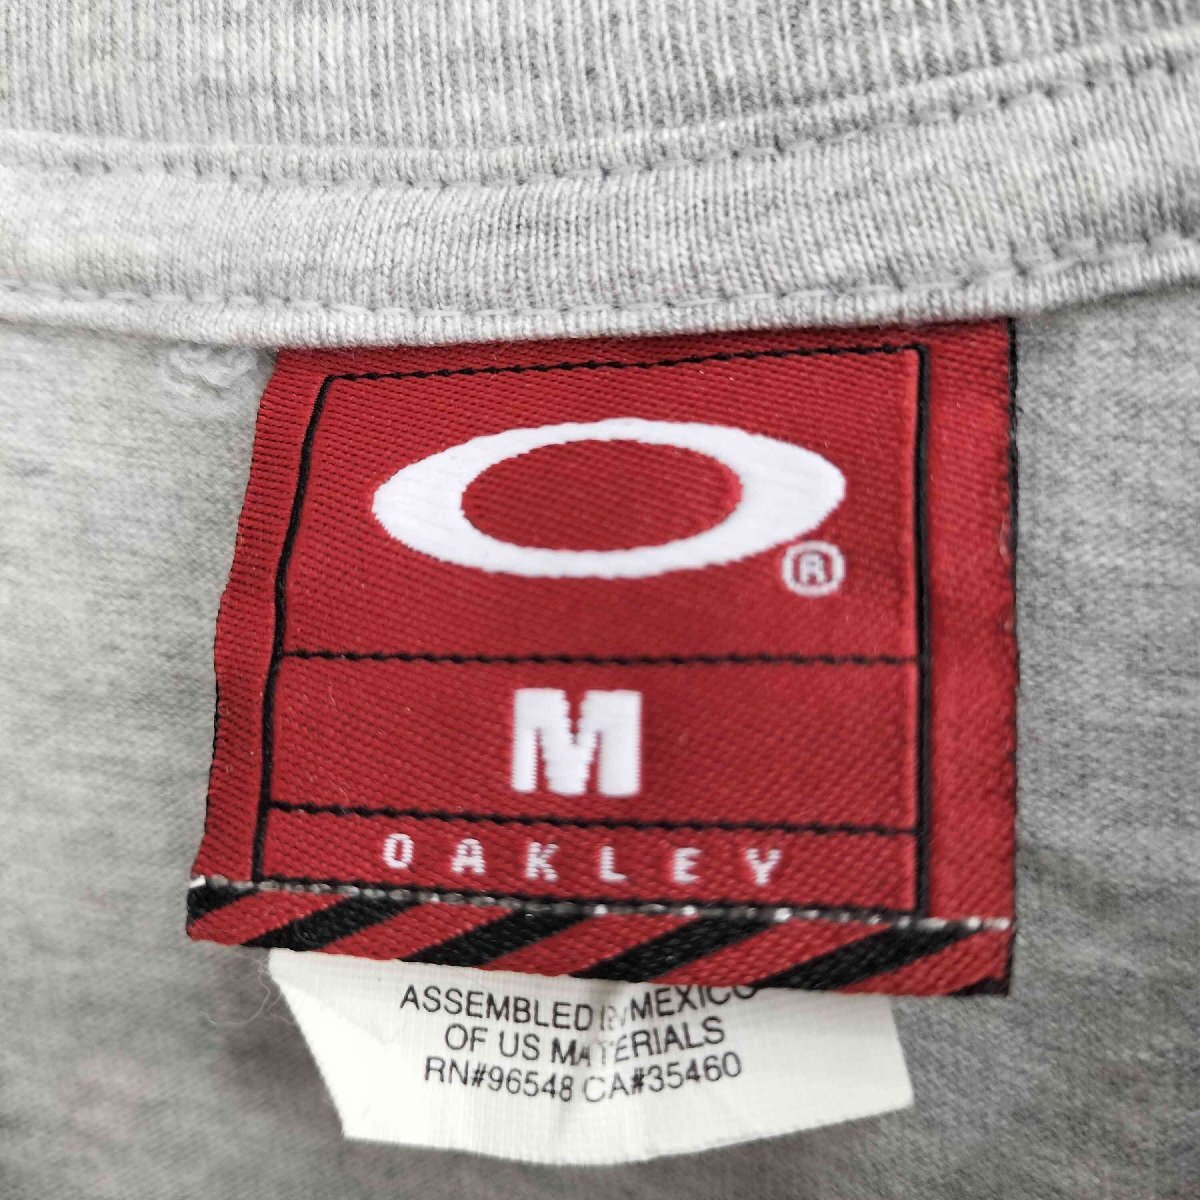 ®
M
OAKLEY
ASSEMBLED IN MEXICO
OF US MATERIALS
RN#96548 CA#35460